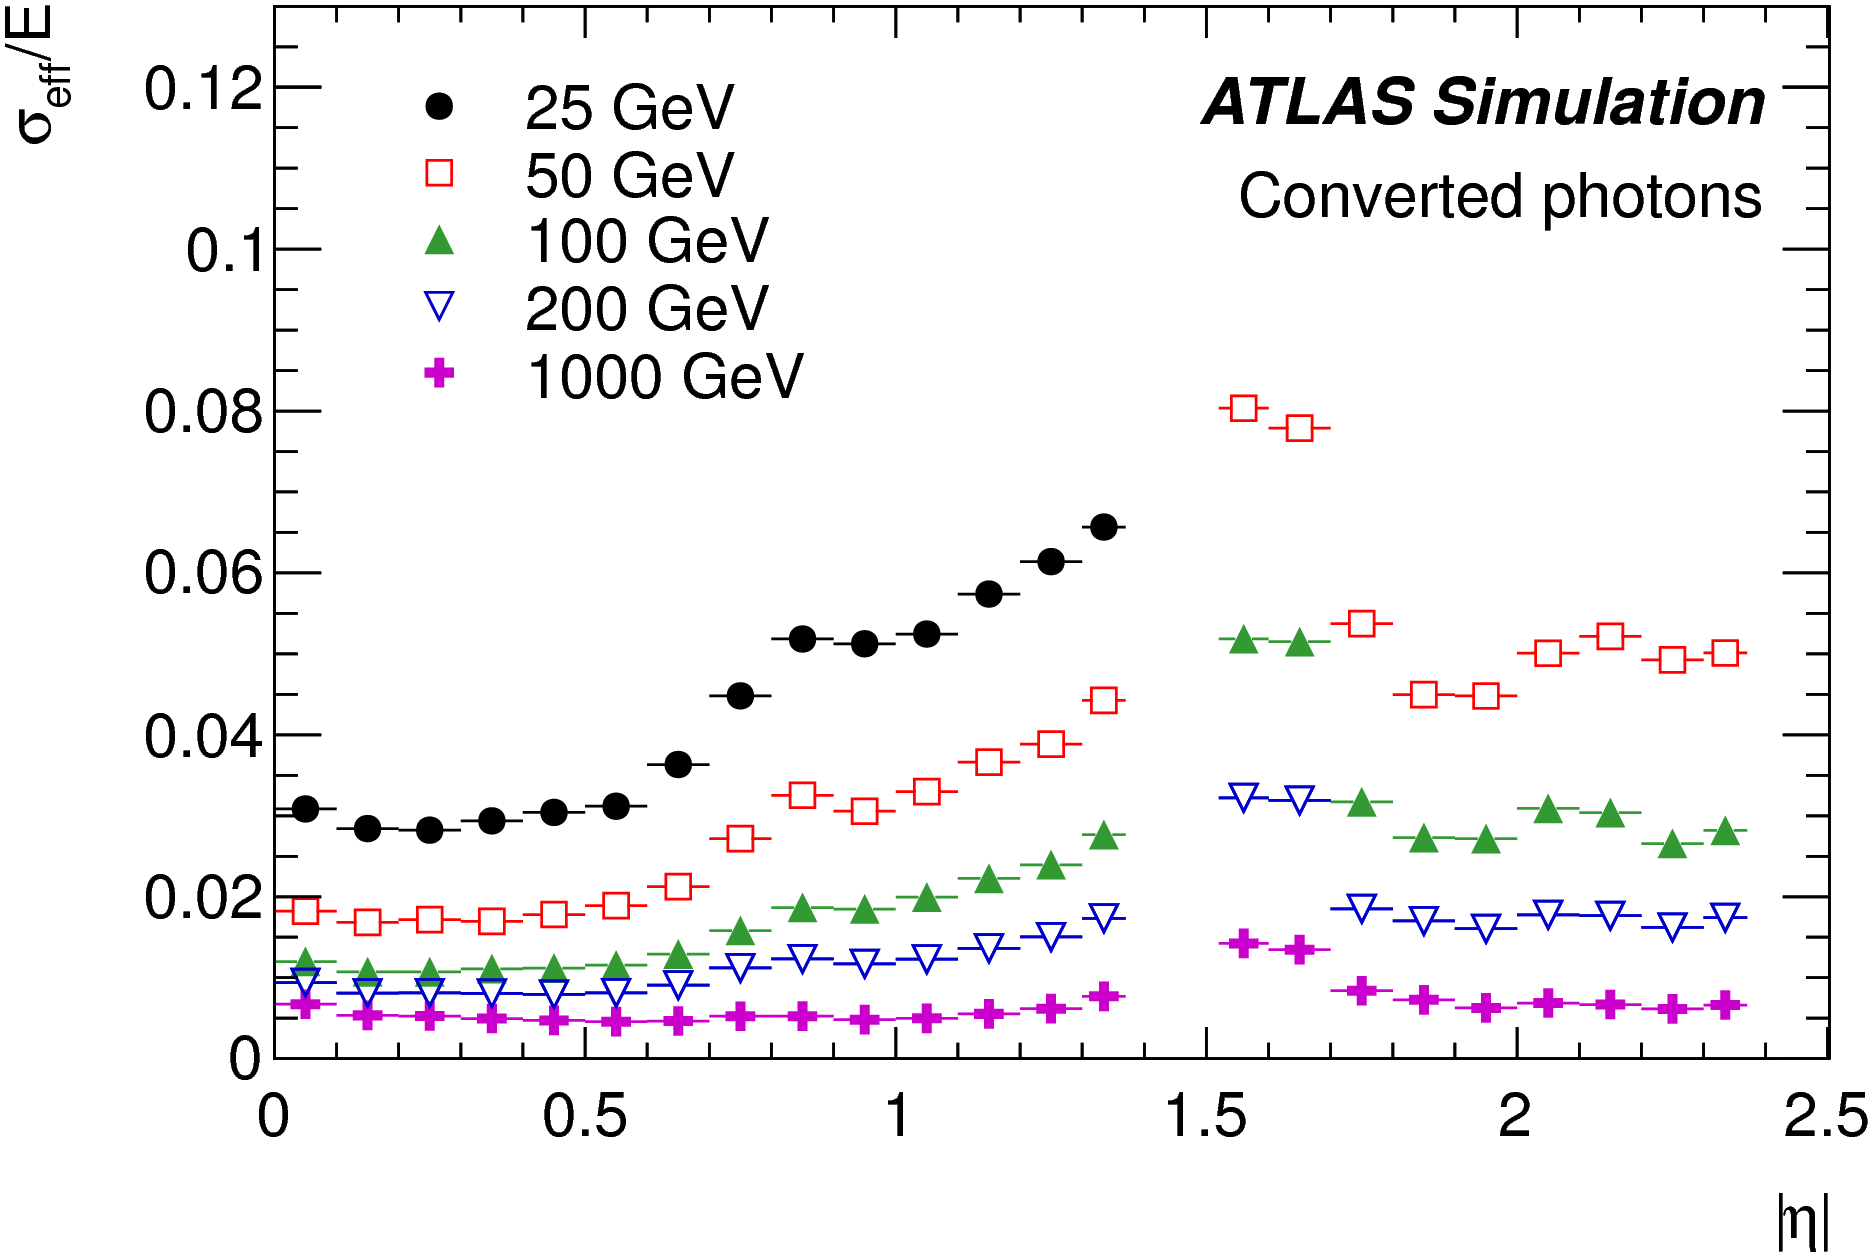 σeff/E
ATLAS Simulation
Converted photons
25 GeV
50 GeV
100 GeV
200 GeV
1000 GeV
0.12
0.1
0.08
0.06
0.04
0.02
0
0 0.5 1 1.5 2 2.5
|η|